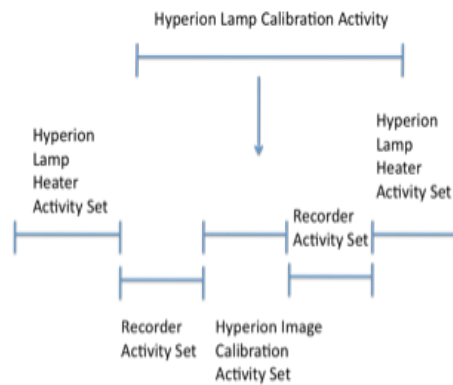 Hyperion Lamp Calibration Activity
Hyperion
Lamp
Heater
Activity Set
Hyperion
Lamp
Heater
Activity Set
Recorder
Activity Set
Recorder
Activity Set
Hyperion Image
Calibration
Activity Set